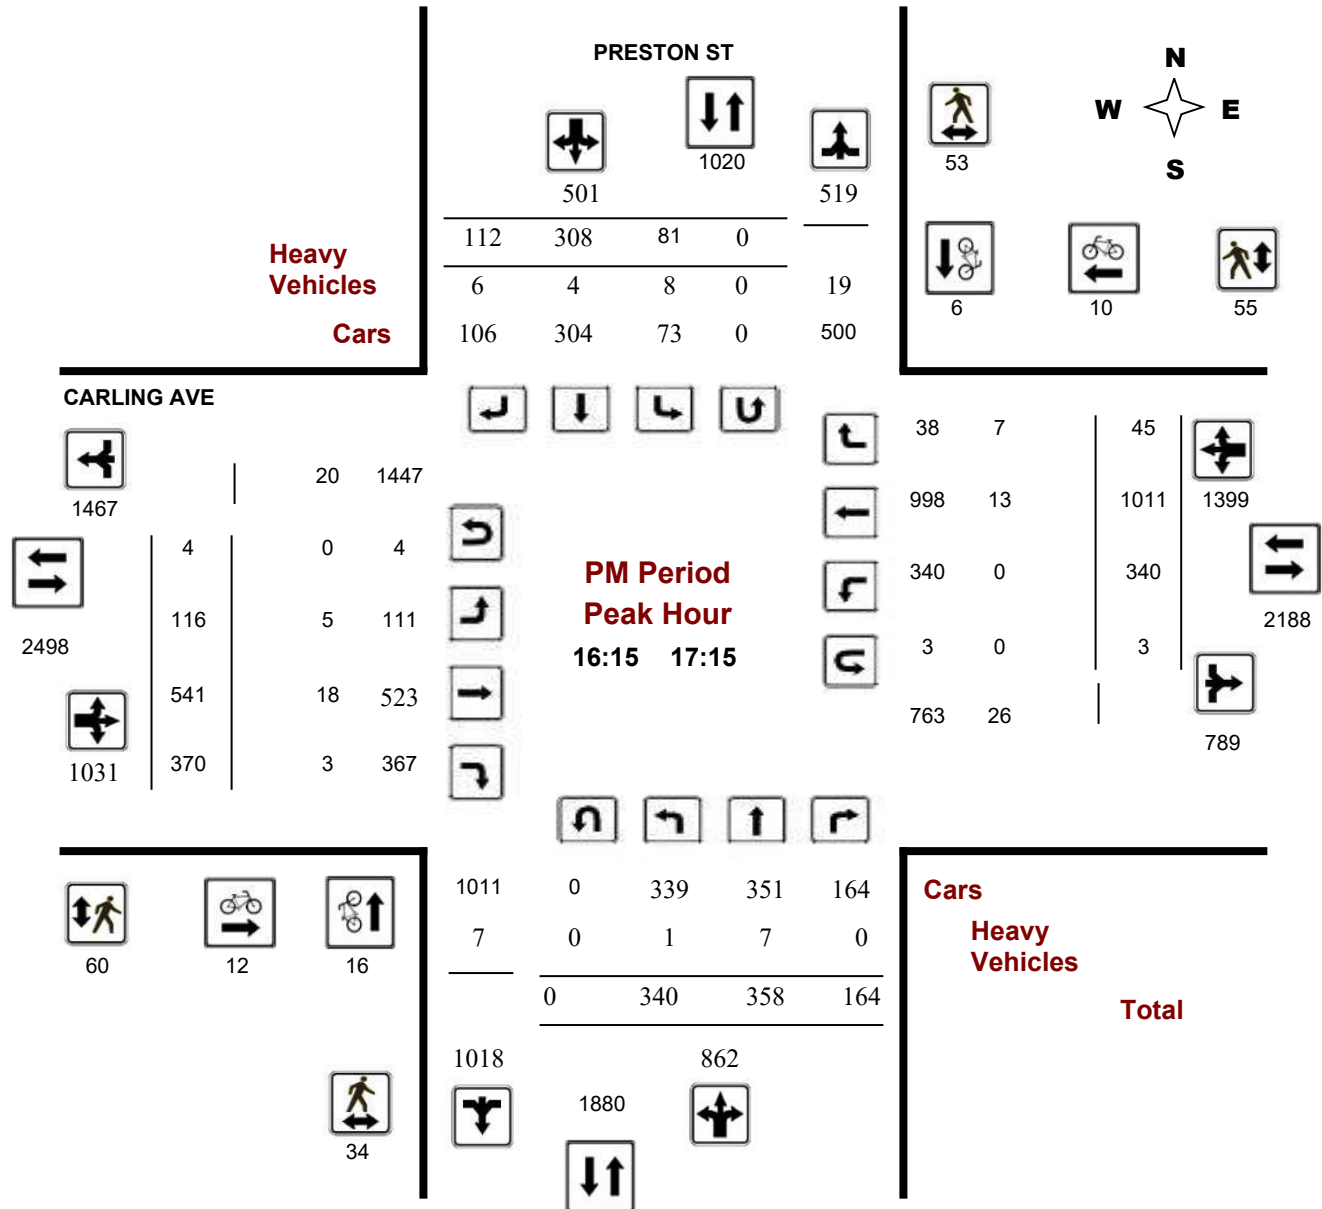 PRESTON ST
N
W E
S
1020
53
501
519
112 308 81 0
Heavy
Vehicles
6 4 8 0 19
6 10 55
Cars
106 304 73 0 500
CARLING AVE
38 7 45
20 1447
1467
998 13 1011 1399
4 0 4
PM Period
340 0 340
Peak Hour
116 5 111
2188
2498
16:15 17:15
3 0 3
541 18 523
763 26
789
1031
370 3 367
1011 0 339 351 164
Cars
7 0 1 7 0
Heavy
Vehicles
60 12 16
0 340 358 164
Total
1018 862
1880
34